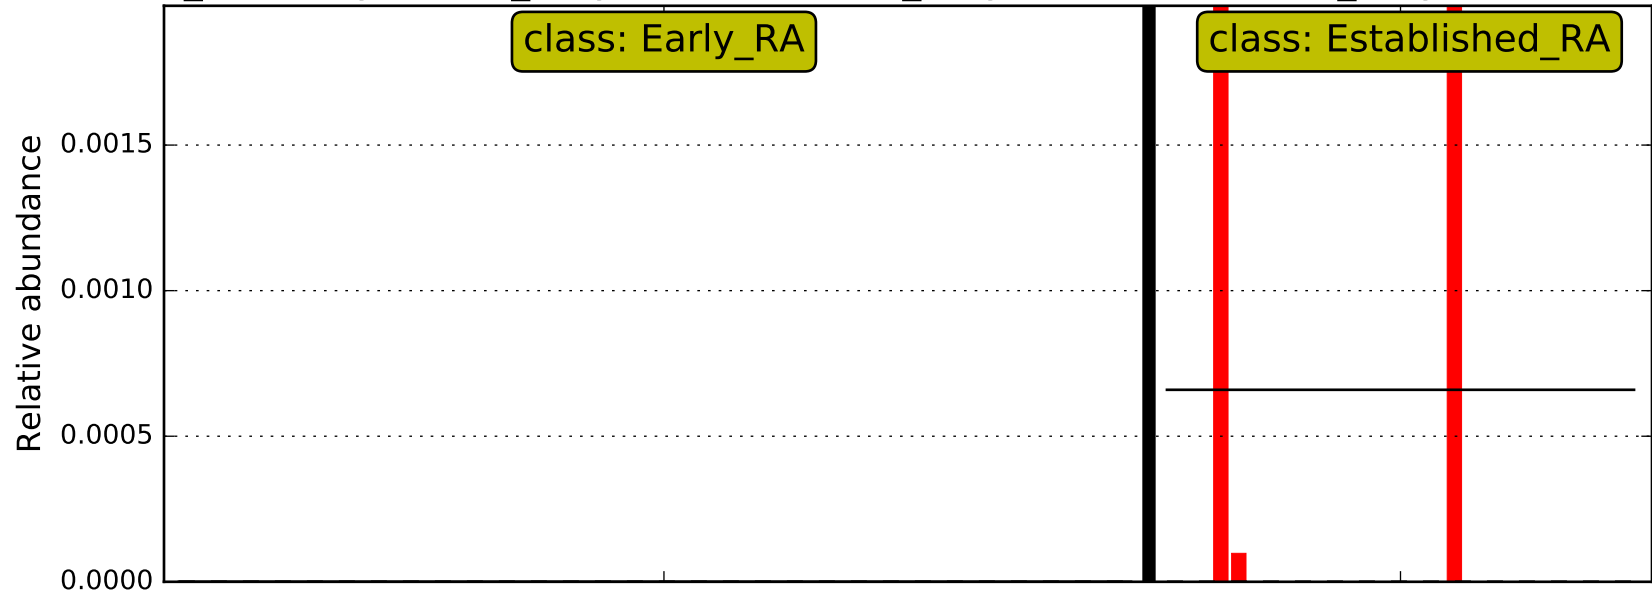 class: Early_RA
class: Established_RA
Relative abundance
0.0015
0.0010
0.0005
0.0000